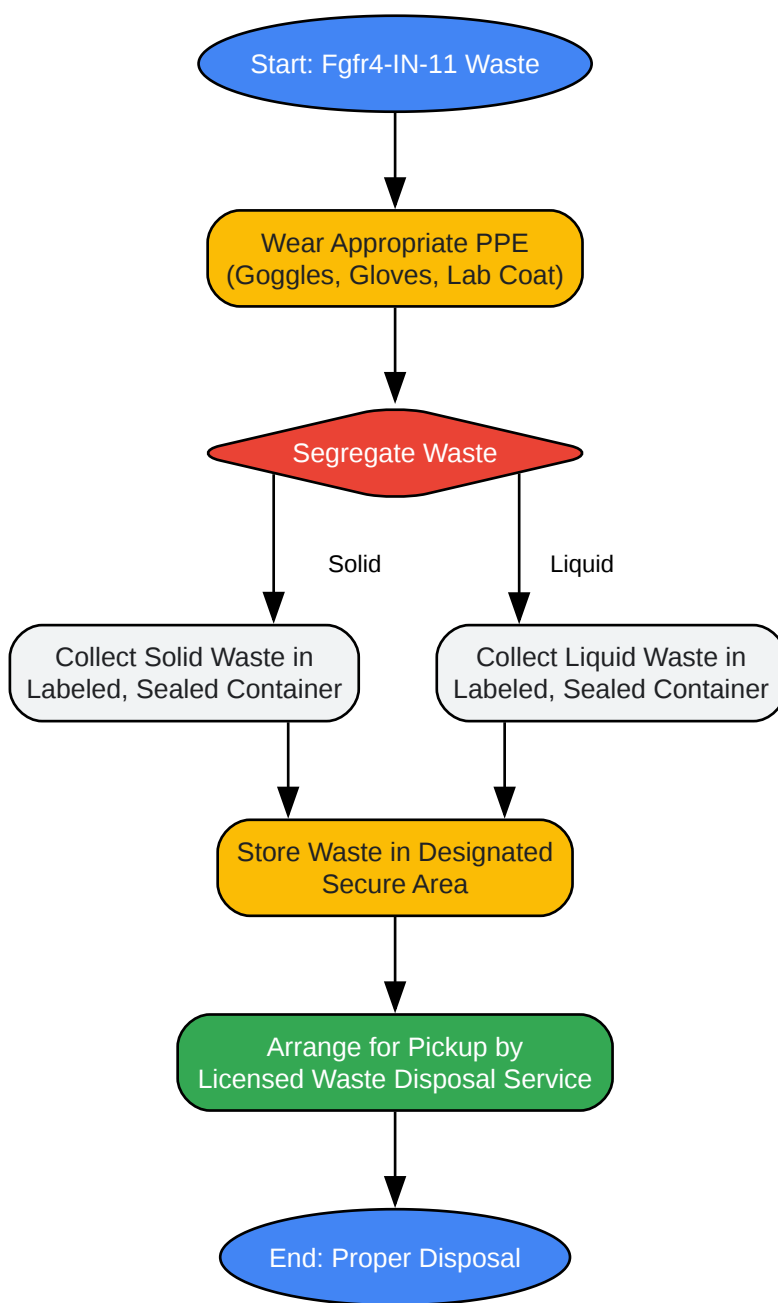 Start: Fgfr4-IN-11 Waste
Wear Appropriate PPE
(Goggles, Gloves, Lab Coat)
Segregate Waste
Solid
Liquid
Collect Solid Waste in
Labeled, Sealed Container
Collect Liquid Waste in
Labeled, Sealed Container
Store Waste in Designated
Secure Area
Arrange for Pickup by
Licensed Waste Disposal Service
End: Proper Disposal